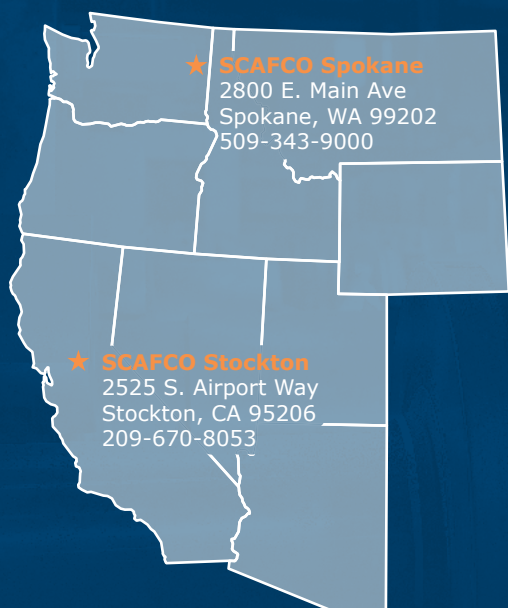 SCAFCO Spokane
2800 E. Main Ave
Spokane, WA 99202
509-343-9000
SCAFCO Stockton
2525 S. Airport Way
Stockton, CA 95206
209-670-8053